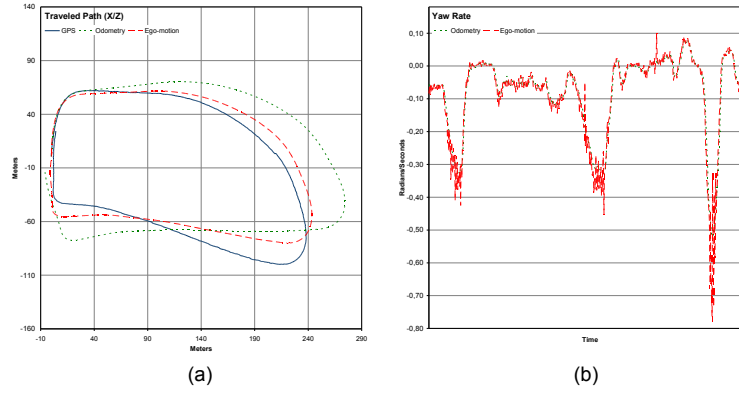 Traveled Path (X/Z)
GPS Odometry Ego-motion
140
90
40
-10
-60
-110
-160
Meters
-10 40 90 140 190 240 290
Meters
(a)
Yaw Rate
Odometry Ego-motion
0,10
0,00
-0,10
-0,20
-0,30
-0,40
-0,50
-0,60
-0,70
-0,80
Radians/Seconds
Time
(b)